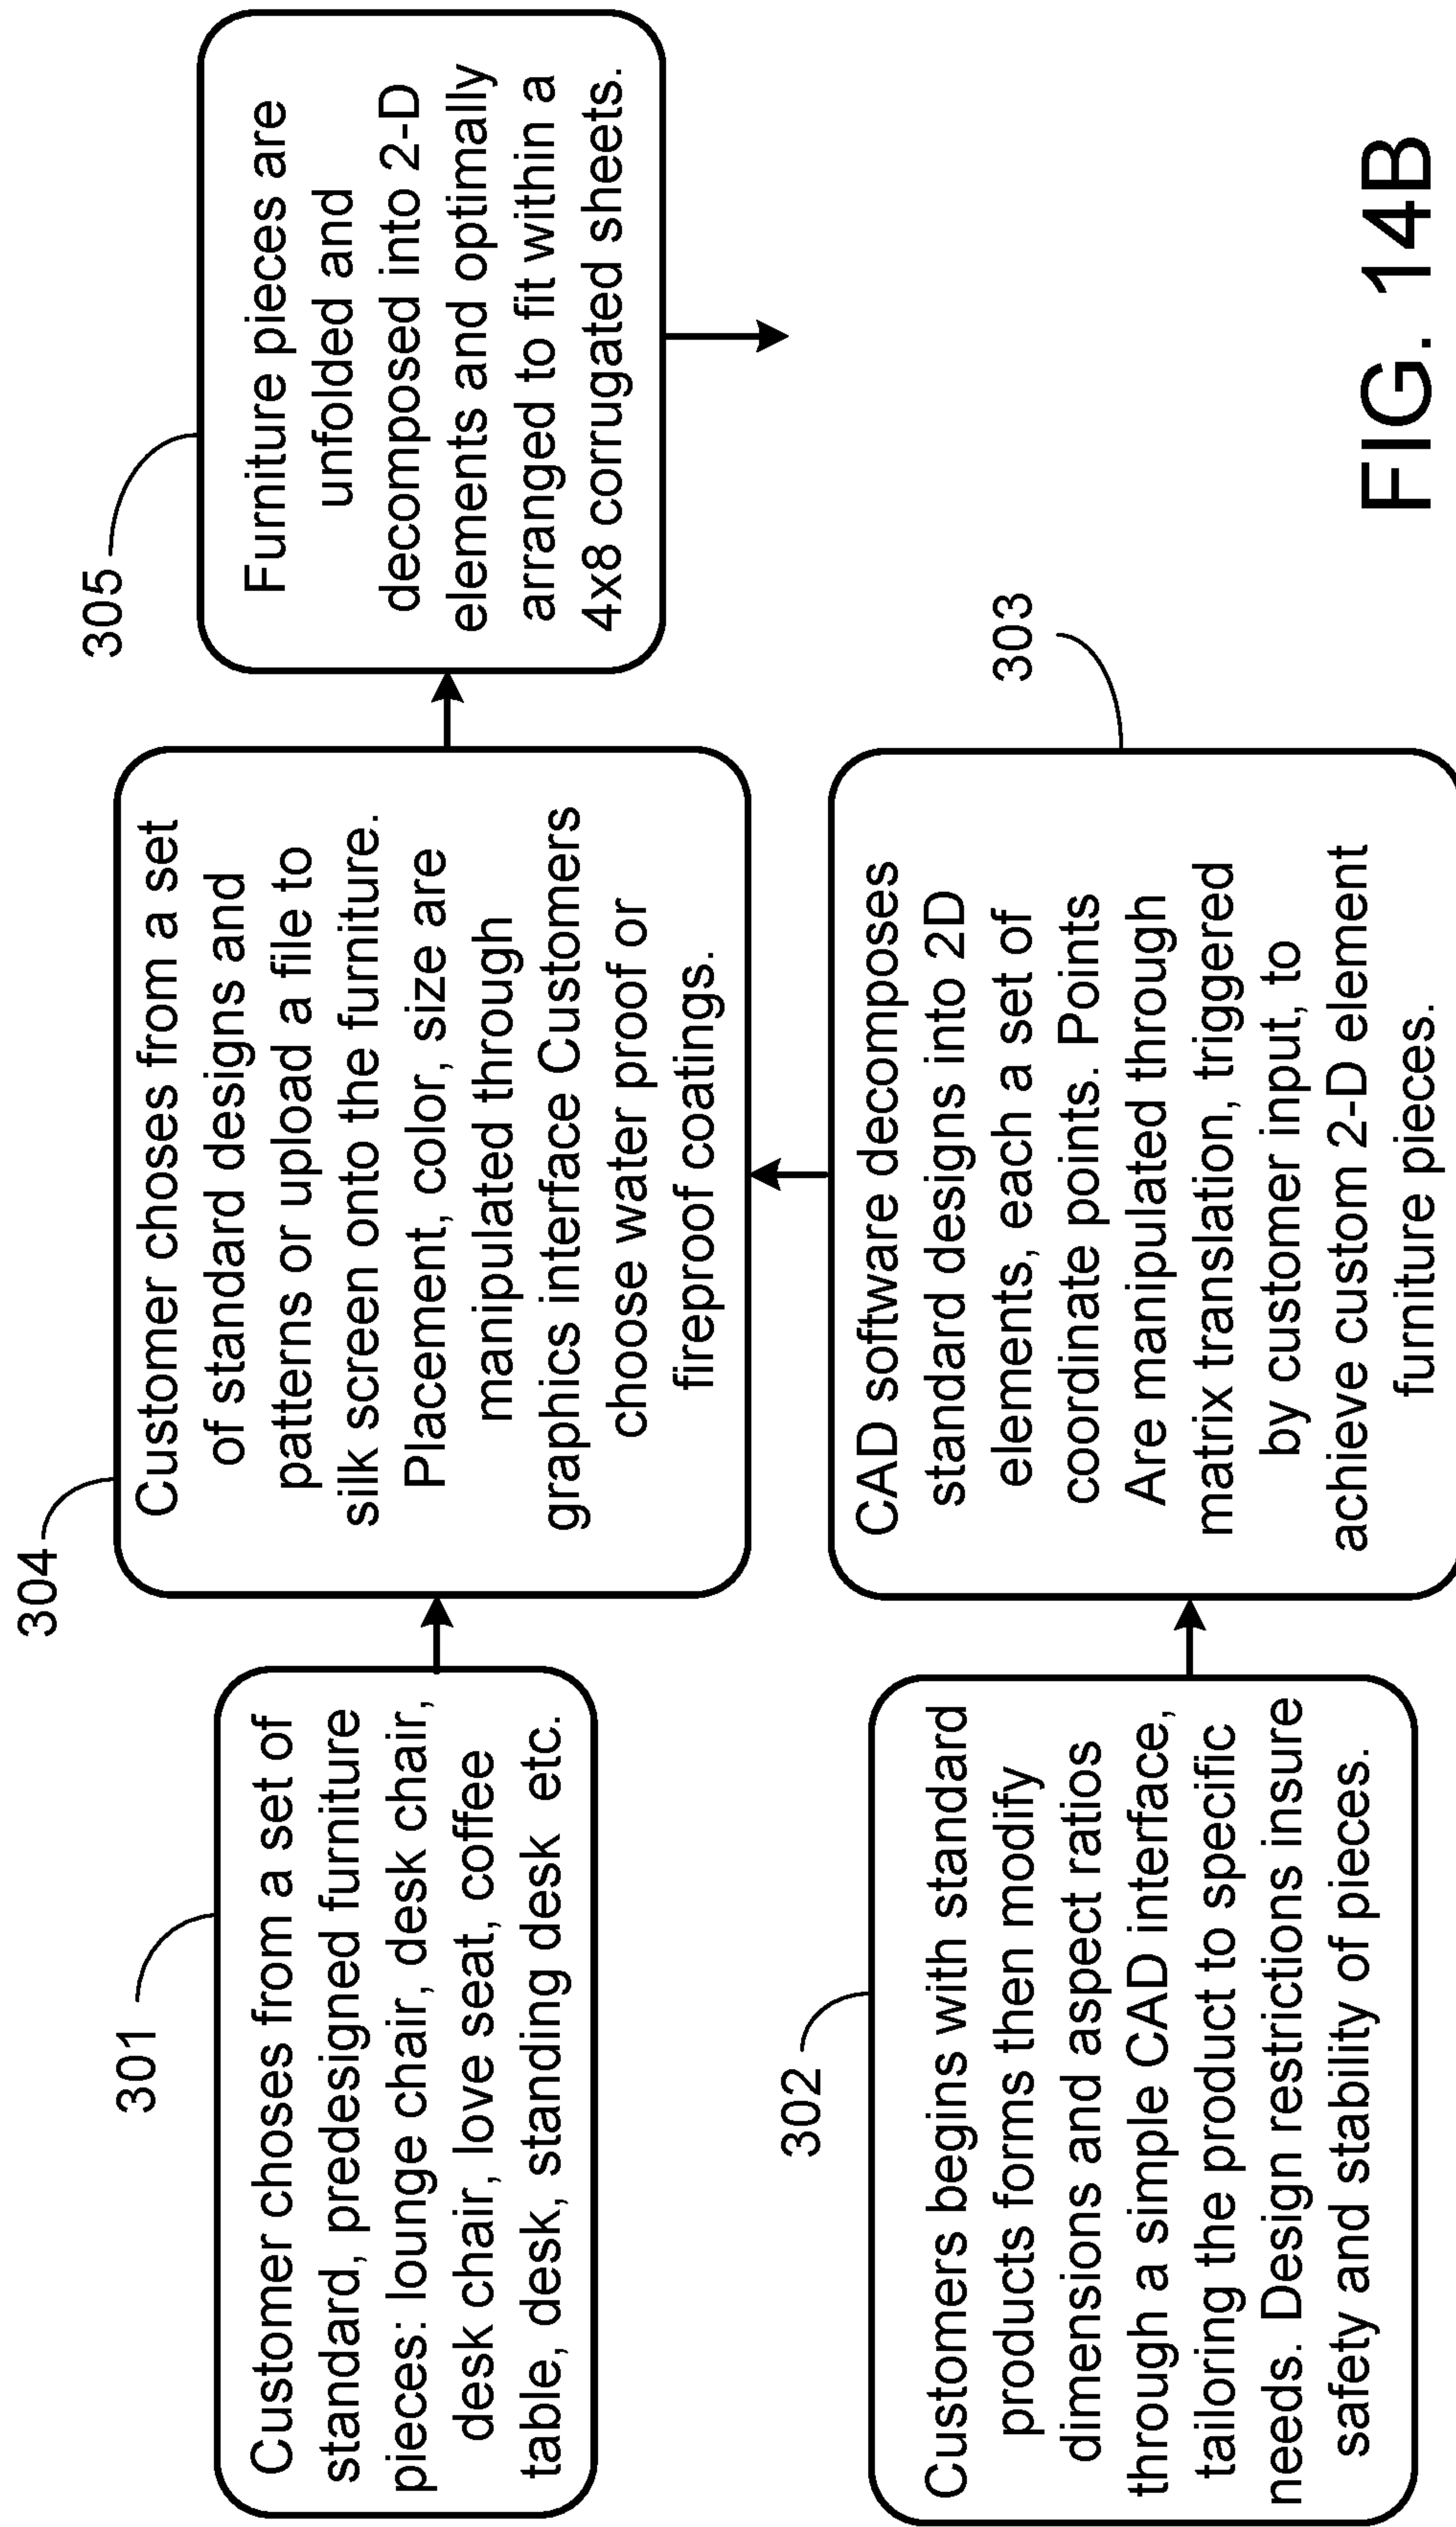 301
Customer choses from a set of
standard, predesigned furniture
pieces: lounge chair, desk chair,
desk chair, love seat, coffee
table, desk, standing desk etc.
302
Customers begins with standard
products forms then modify
dimensions and aspect ratios
through a simple CAD interface,
tailoring the product to specific
needs. Design restrictions insure
safety and stability of pieces.
303
CAD software decomposes
standard designs into 2D
elements, each a set of
coordinate points. Points
Are manipulated through
matrix translation, triggered
by customer input, to
achieve custom 2-D element
furniture pieces.
304
Customer choses from a set
of standard designs and
patterns or upload a file to
silk screen onto the furniture.
Placement, color, size are
manipulated through
graphics interface Customers
choose water proof or
fireproof coatings.
305
Furniture pieces are
unfolded and
decomposed into 2-D
elements and optimally
arranged to fit within a
4x8 corrugated sheets.
FIG. 14B